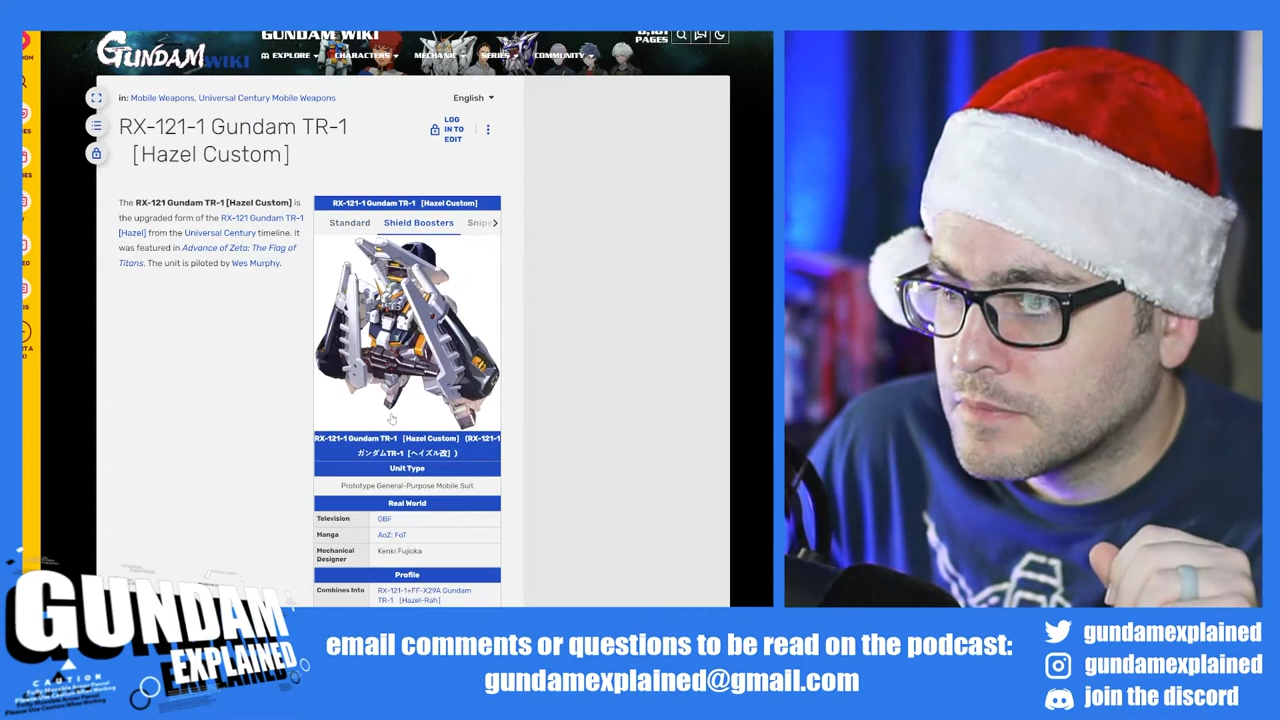 GUNDAM WIKI
GUNDAM WIKI
PAGES
EXPLORE
CHARACTERS
SERIES
COMMUNITY
in: Mobile Weapons, Universal Century Mobile Weapons
English
RX-121-1 Gundam TR-1
[Hazel Custom]
LOG
IN TO
EDIT
The RX-121 Gundam TR-1 [Hazel Custom] is
the upgraded form of the RX-121 Gundam TR-1
[Hazel] from the Universal Century timeline. It
was featured in Advance of Zeta: The Flag of
Titans. The unit is piloted by Wes Murphy.
RX-121-1 Gundam TR-1 [Hazel Custom]
Standard Shield Boosters
RX-121-1 Gundam TR-1 [Hazel Custom] (RX-121-1
ガンダムTR-1［ヘイズル改］)
Unit Type
Prototype General-Purpose Mobile Suit
Real World
Television GBF
Manga AoZ: FoT
Mechanical
Designer
Kenki Fujioka
Profile
Combines Into
RX-121-1+FF-X29A Gundam
TR-1 [Hazel-Rah]
GUNDAM
EXPLAINED
CAUTION
email comments or questions to be read on the podcast:
gundamexplained@gmail.com
gundamexplained
gundamexplained
join the discord